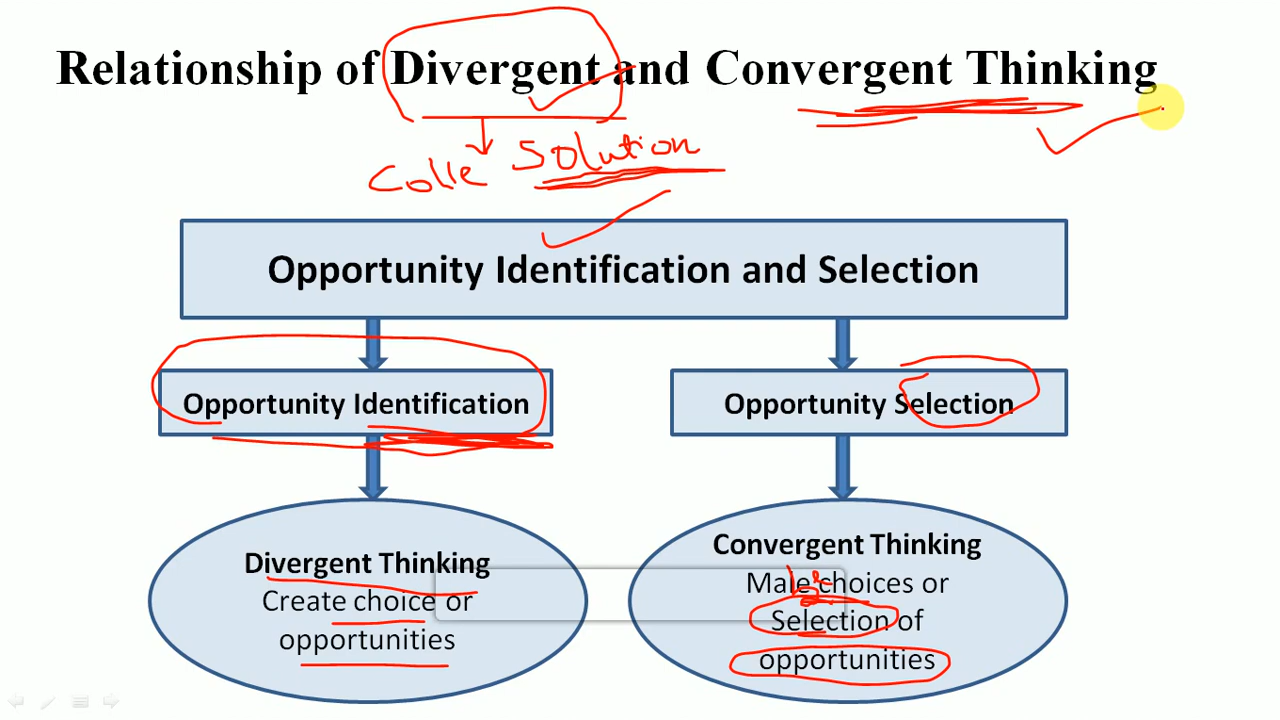 Relationship of Divergent and Convergent Thinking
Colle Solution
Opportunity Identification and Selection
Opportunity Identification
Opportunity Selection
Divergent Thinking
Create choice or
opportunities
Convergent Thinking
Male choices or
Selection of
opportunities